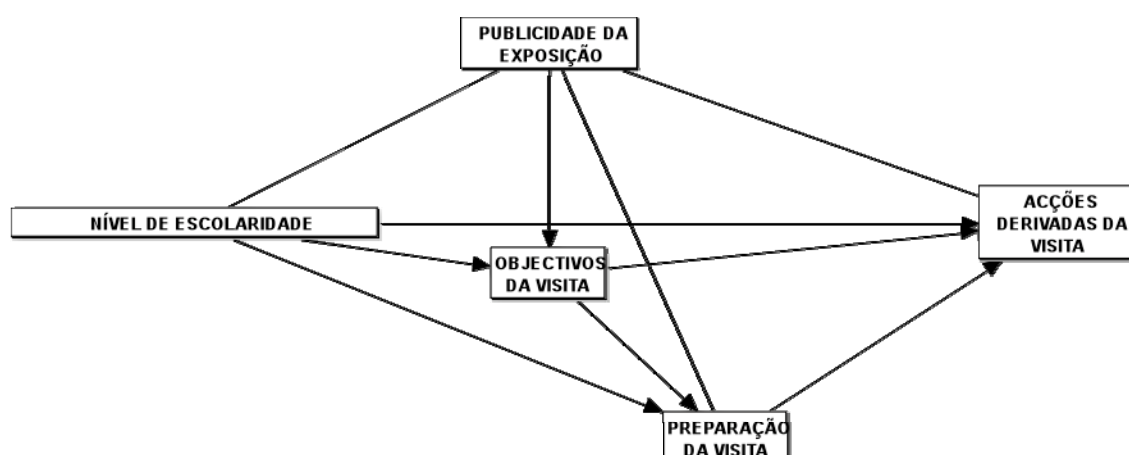 PUBLICIDADE DA
EXPOSIÇÃO
NÍVEL DE ESCOLARIDADE
ACÇÕES
DERIVADAS DA
VISITA
OBJECTIVOS
DA VISITA
PREPARAÇÃO
DA VISITA